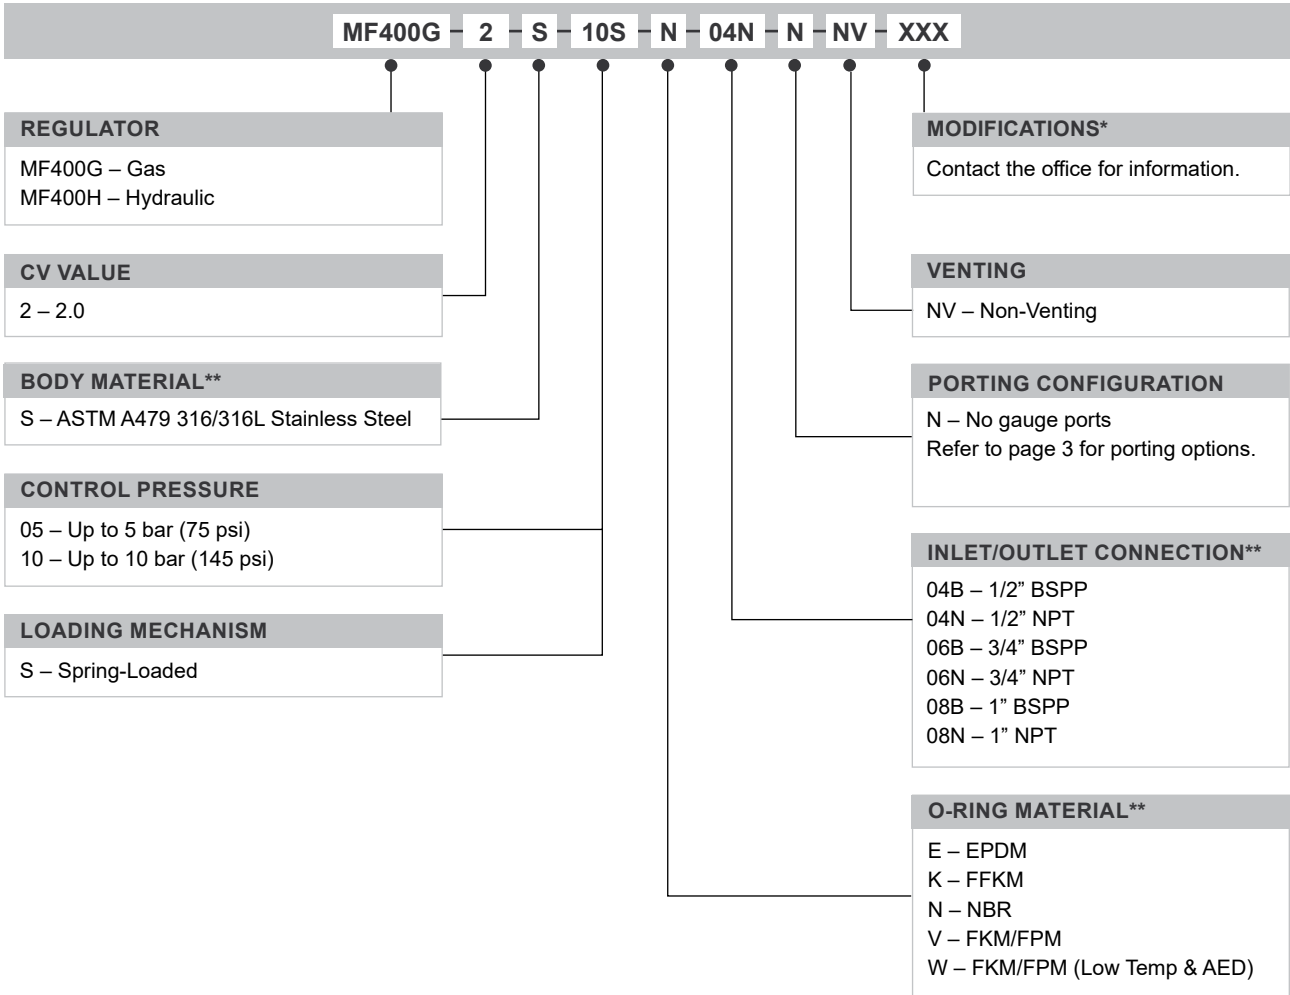 MF400G 2 S 10S N 04N N NV XXX
REGULATOR
MF400G – Gas
MF400H – Hydraulic
CV VALUE
2 – 2.0
BODY MATERIAL**
S – ASTM A479 316/316L Stainless Steel
CONTROL PRESSURE
05 – Up to 5 bar (75 psi)
10 – Up to 10 bar (145 psi)
LOADING MECHANISM
S – Spring-Loaded
MODIFICATIONS*
Contact the office for information.
VENTING
NV – Non-Venting
PORTING CONFIGURATION
N – No gauge ports
Refer to page 3 for porting options.
INLET/OUTLET CONNECTION**
04B – 1/2” BSPP
04N – 1/2” NPT
06B – 3/4” BSPP
06N – 3/4” NPT
08B – 1” BSPP
08N – 1” NPT
O-RING MATERIAL**
E – EPDM
K – FFKM
N – NBR
V – FKM/FPM
W – FKM/FPM (Low Temp & AED)